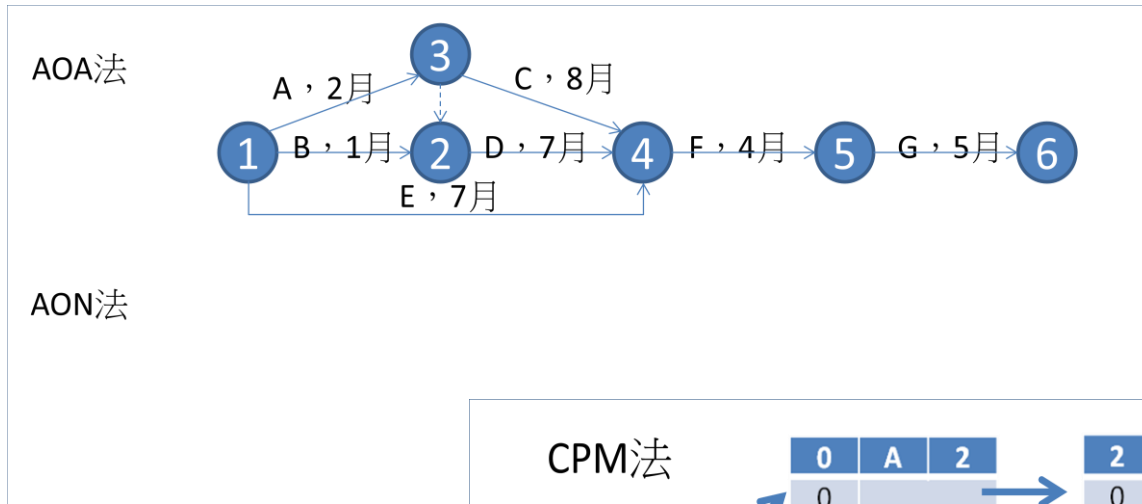 AOA法
3
A，2月
C，8月
1
B，1月
2
D，7月
4
F，4月
5
G，5月
6
E，7月
AON法
CPM法
0 A 2
2
0
0